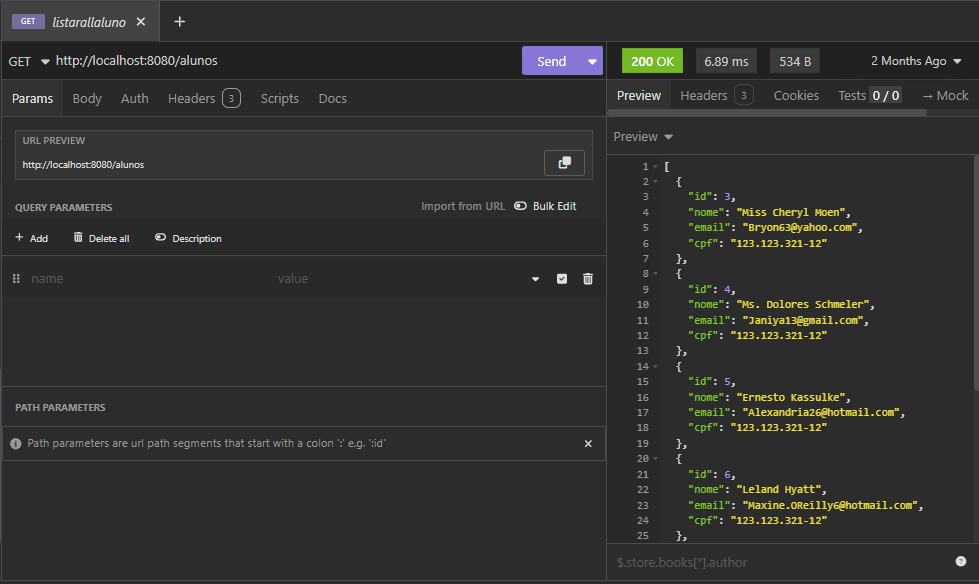 GET listarallaluno
GET http://localhost:8080/alunos Send
200 OK 6.89 ms 534 B 2 Months Ago
Params Body Auth Headers 3 Scripts Docs
Preview Headers 3 Cookies Tests 0 / 0 → Mock
URL PREVIEW
http://localhost:8080/alunos
QUERY PARAMETERS Import from URL Bulk Edit
+ Add Delete all Description
name value
PATH PARAMETERS
Path parameters are url path segments that start with a colon ':' e.g. ':id'
Preview
1 [
2 {
3 "id": 3,
4 "nome": "Miss Cheryl Moen",
5 "email": "Bryon63@yahoo.com",
6 "cpf": "123.123.321-12"
7 },
8 {
9 "id": 4,
10 "nome": "Ms. Dolores Schmeler",
11 "email": "Janiya13@gmail.com",
12 "cpf": "123.123.321-12"
13 },
14 {
15 "id": 5,
16 "nome": "Ernesto Kassulke",
17 "email": "Alexandria26@hotmail.com",
18 "cpf": "123.123.321-12"
19 },
20 {
21 "id": 6,
22 "nome": "Leland Hyatt",
23 "email": "Maxine.OReilly6@hotmail.com",
24 "cpf": "123.123.321-12"
25 },
$.store.books[*].author